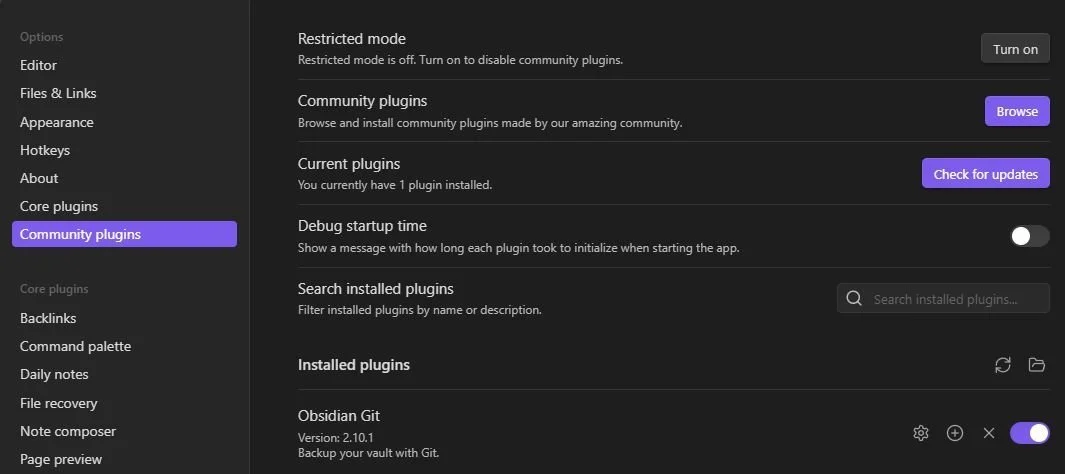 Options
Editor
Files & Links
Appearance
Hotkeys
About
Core plugins
Community plugins
Core plugins
Backlinks
Command palette
Daily notes
File recovery
Note composer
Page preview
Restricted mode
Restricted mode is off. Turn on to disable community plugins.
Turn on
Community plugins
Browse and install community plugins made by our amazing community.
Browse
Current plugins
You currently have 1 plugin installed.
Check for updates
Debug startup time
Show a message with how long each plugin took to initialize when starting the app.
Search installed plugins
Filter installed plugins by name or description.
Search installed plugins...
Installed plugins
Obsidian Git
Version: 2.10.1
Backup your vault with Git.